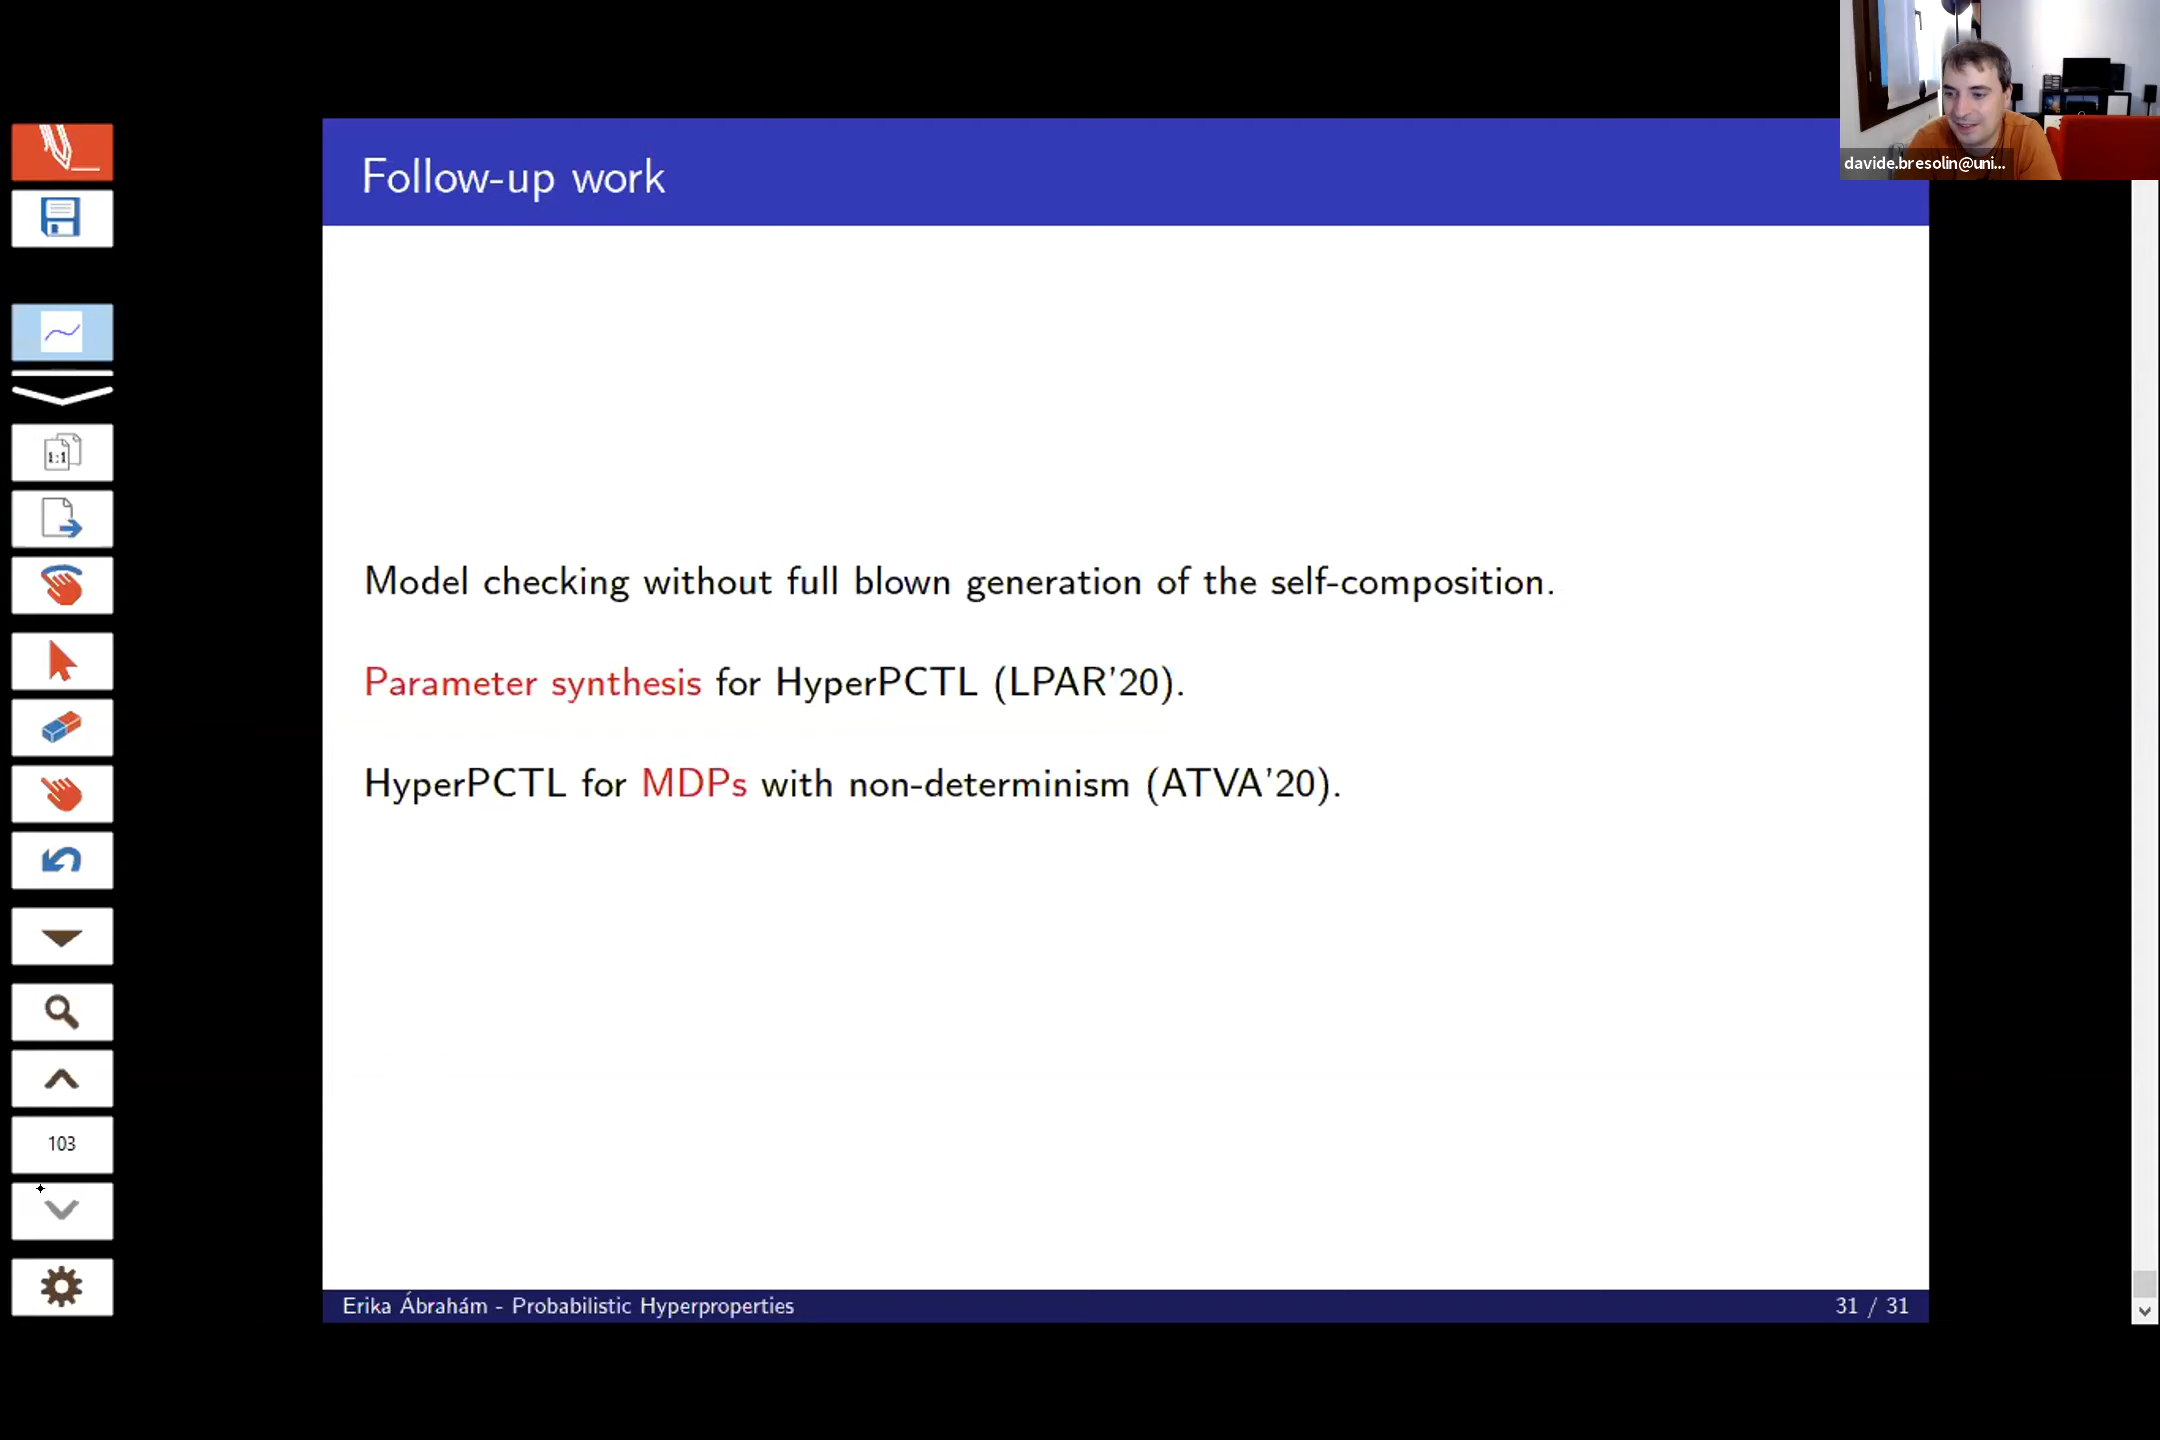 davide.bresolin@uni...
Follow-up work
1:1
Model checking without full blown generation of the self-composition.
Parameter synthesis for HyperPCTL (LPAR'20).
HyperPCTL for MDPs with non-determinism (ATVA'20).
103
Erika Ábrahám - Probabilistic Hyperproperties
31 / 31